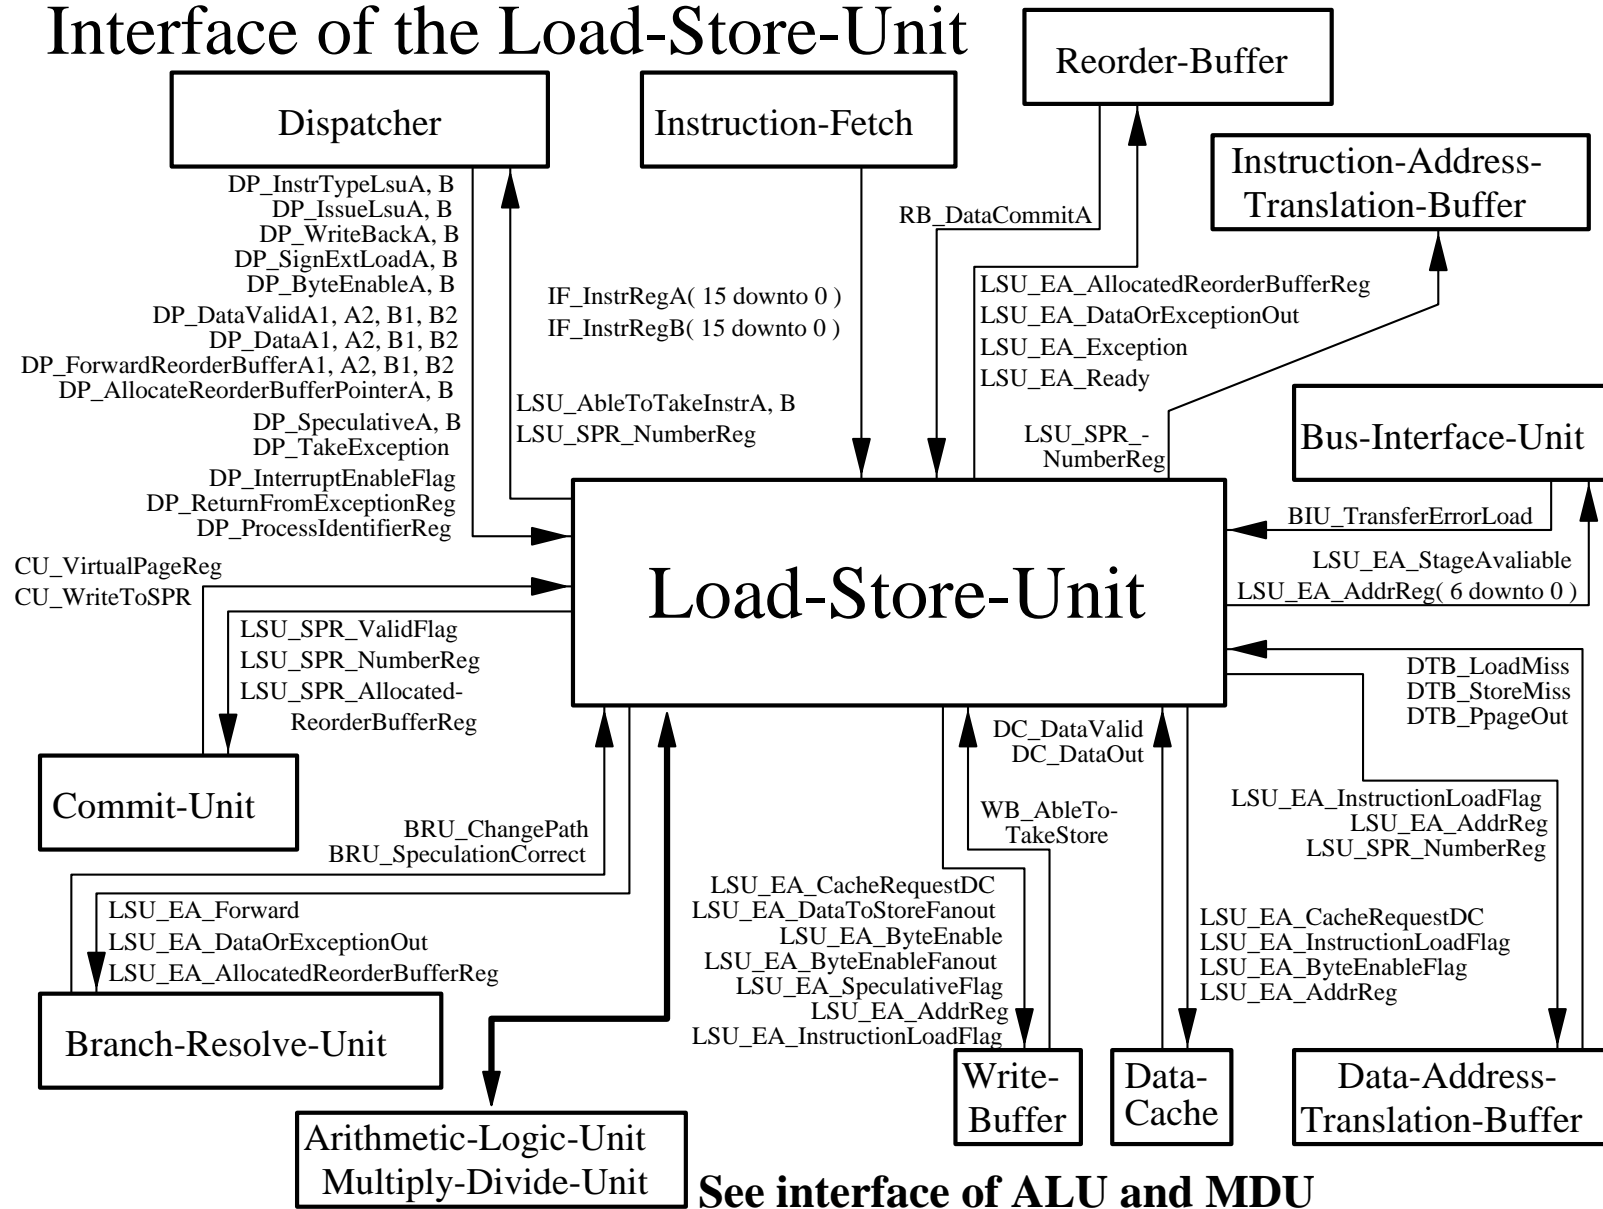 Interface of the Load-Store-Unit
Reorder-Buffer
Dispatcher
Instruction-Fetch
Instruction-Address-
Translation-Buffer
DP_InstrTypeLsuA, B
DP_IssueLsuA, B
DP_WriteBackA, B
DP_SignExtLoadA, B
DP_ByteEnableA, B
DP_DataValidA1, A2, B1, B2
DP_DataA1, A2, B1, B2
DP_ForwardReorderBufferA1, A2, B1, B2
DP_AllocateReorderBufferPointerA, B
DP_SpeculativeA, B
DP_TakeException
DP_InterruptEnableFlag
DP_ReturnFromExceptionReg
DP_ProcessIdentifierReg
LSU_AbleToTakeInstrA, B
LSU_SPR_NumberReg
IF_InstrRegA( 15 downto 0 )
IF_InstrRegB( 15 downto 0 )
RB_DataCommitA
LSU_EA_AllocatedReorderBufferReg
LSU_EA_DataOrExceptionOut
LSU_EA_Exception
LSU_EA_Ready
LSU_SPR_-
NumberReg
Bus-Interface-Unit
BIU_TransferErrorLoad
LSU_EA_StageAvaliable
LSU_EA_AddrReg( 6 downto 0 )
Load-Store-Unit
CU_VirtualPageReg
CU_WriteToSPR
LSU_SPR_ValidFlag
LSU_SPR_NumberReg
LSU_SPR_Allocated-
ReorderBufferReg
Commit-Unit
DTB_LoadMiss
DTB_StoreMiss
DTB_PpageOut
LSU_EA_InstructionLoadFlag
LSU_EA_AddrReg
LSU_SPR_NumberReg
DC_DataValid
DC_DataOut
WB_AbleTo-
TakeStore
BRU_ChangePath
BRU_SpeculationCorrect
LSU_EA_Forward
LSU_EA_DataOrExceptionOut
LSU_EA_AllocatedReorderBufferReg
Branch-Resolve-Unit
LSU_EA_CacheRequestDC
LSU_EA_DataToStoreFanout
LSU_EA_ByteEnable
LSU_EA_ByteEnableFanout
LSU_EA_SpeculativeFlag
LSU_EA_AddrReg
LSU_EA_InstructionLoadFlag
LSU_EA_CacheRequestDC
LSU_EA_InstructionLoadFlag
LSU_EA_ByteEnableFlag
LSU_EA_AddrReg
Write-
Buffer
Data-
Cache
Data-Address-
Translation-Buffer
Arithmetic-Logic-Unit
Multiply-Divide-Unit
See interface of ALU and MDU